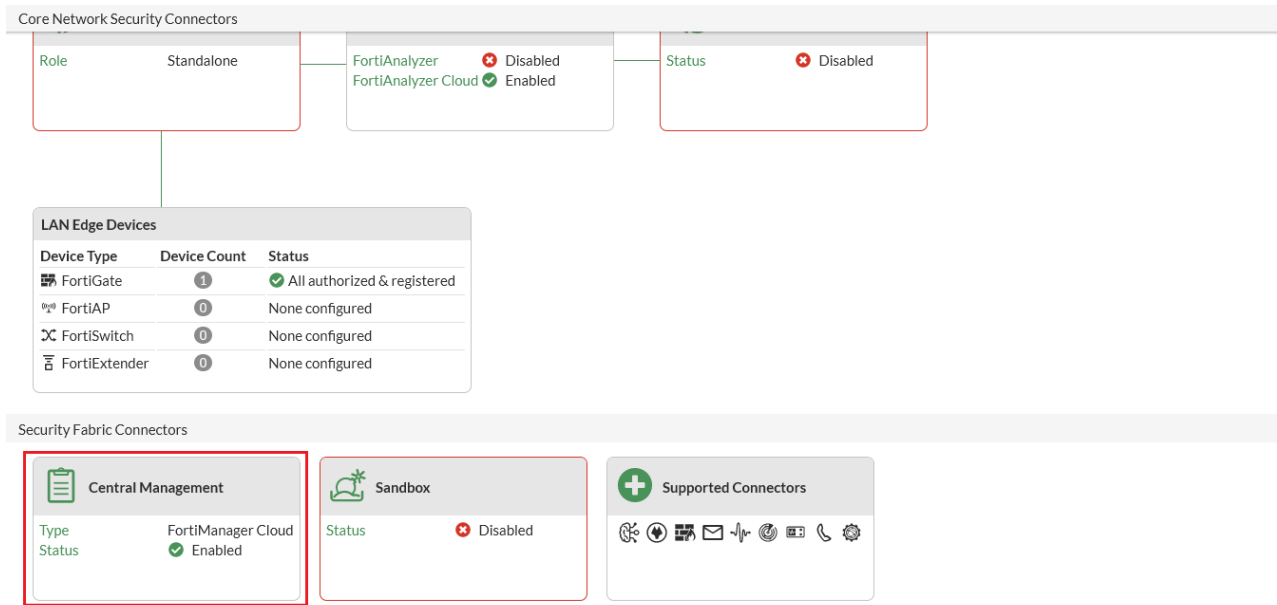 Core Network Security Connectors
Role Standalone
FortiAnalyzer Disabled
FortiAnalyzer Cloud Enabled
Status Disabled
LAN Edge Devices
Device Type Device Count Status
FortiGate 1 All authorized & registered
FortiAP 0 None configured
FortiSwitch 0 None configured
FortiExtender 0 None configured
Security Fabric Connectors
Central Management
Type FortiManager Cloud
Status Enabled
Sandbox
Status Disabled
Supported Connectors